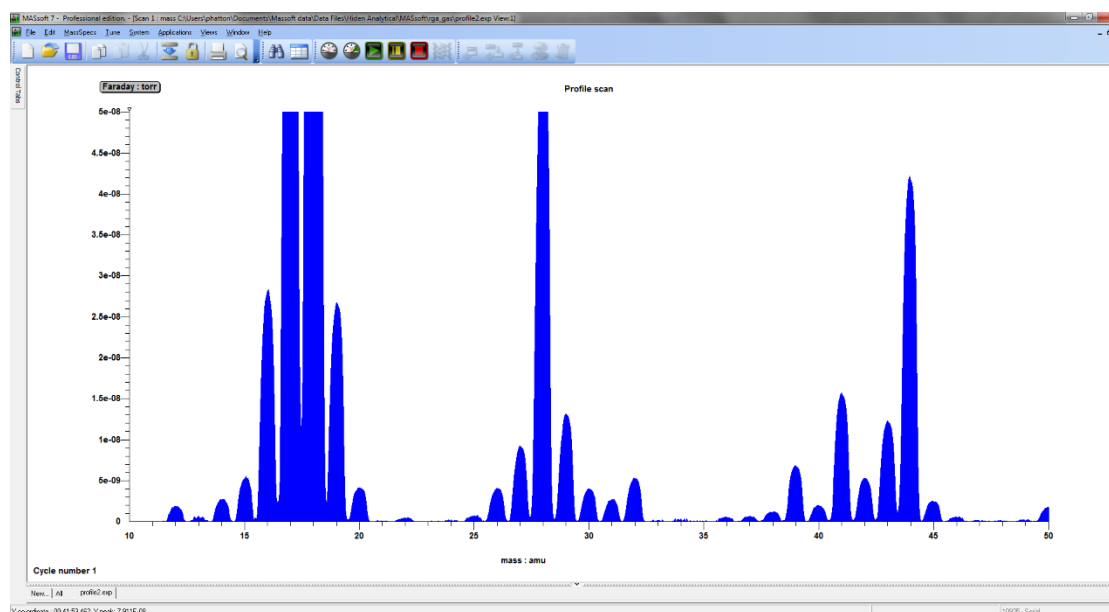 MASsoft 7 - Professional edition. - [Scan 1 : mass C:\Users\phatton\Documents\Massoft data\Data Files\Hiden Analytical\MASsoft\rga_gas\profile2.exp View:1]
File Edit MassSpecs Tune System Applications Views Window Help
Control Tabs
Faraday : torr
Profile scan
5e-08
4.5e-08
4e-08
3.5e-08
3e-08
2.5e-08
2e-08
1.5e-08
1e-08
5e-09
0
10 15 20 25 30 35 40 45 50
mass : amu
Cycle number 1
New... All profile2.exp